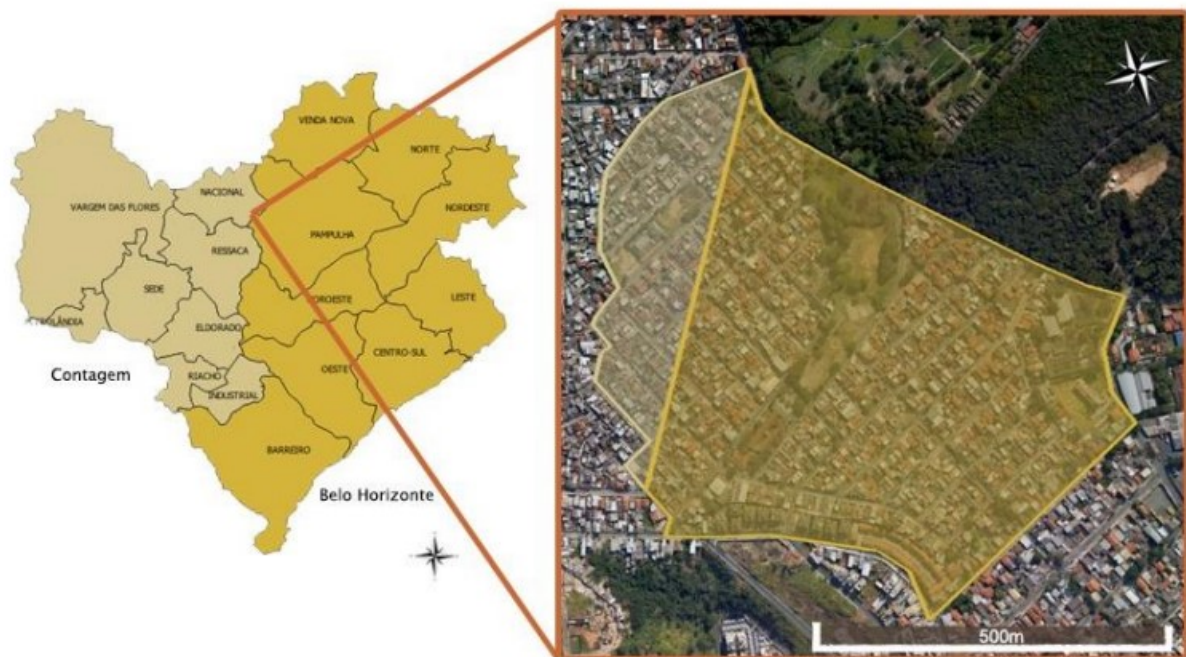 VENDA NOVA
NORTE
NACIONAL
NORDESTE
VARGEM DAS FLORES
PAMPULHA
RESSACA
SEDE
LESTE
ELDORADO
CENTRO-SUL
Contagem
OESTE
RIACHO
INDUSTRIAL
BARREIRO
Belo Horizonte
500m